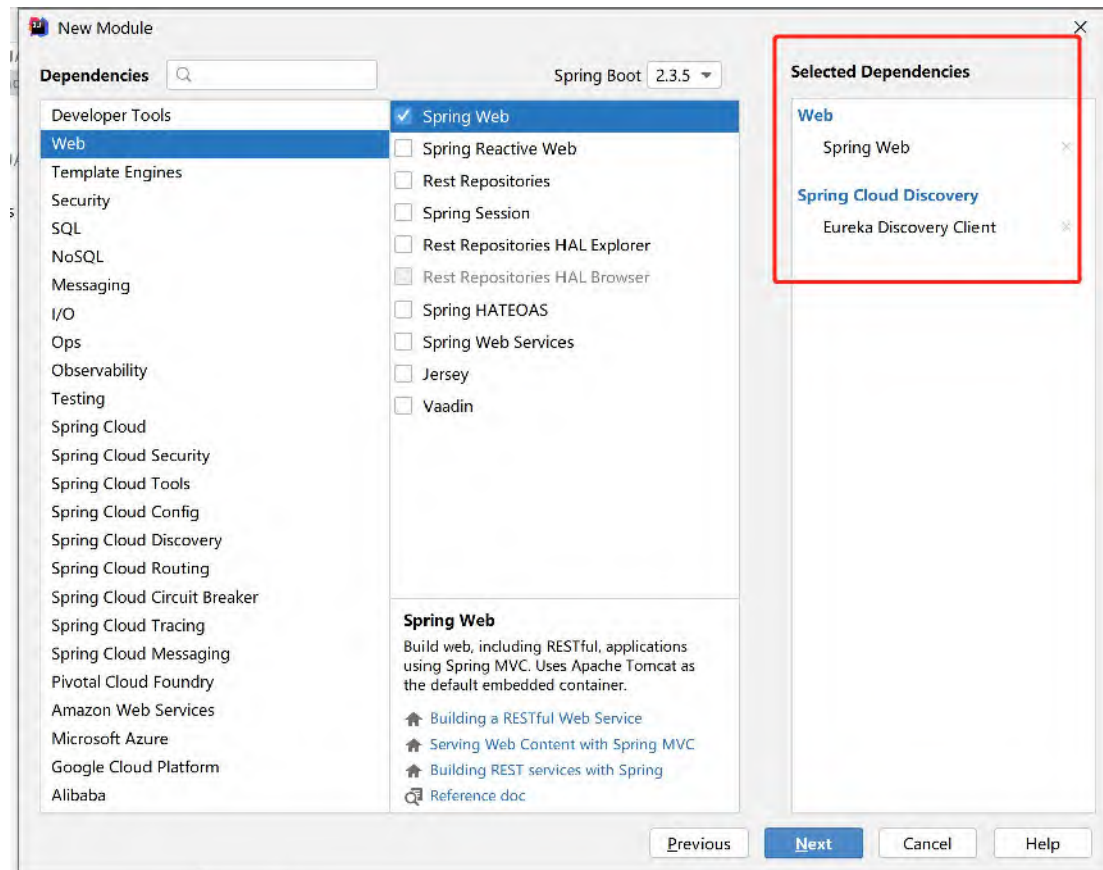 New Module
Dependencies
Spring Boot 2.3.5
Selected Dependencies
Developer Tools
Web
Template Engines
Security
SQL
NoSQL
Messaging
I/O
Ops
Observability
Testing
Spring Cloud
Spring Cloud Security
Spring Cloud Tools
Spring Cloud Config
Spring Cloud Discovery
Spring Cloud Routing
Spring Cloud Circuit Breaker
Spring Cloud Tracing
Spring Cloud Messaging
Pivotal Cloud Foundry
Amazon Web Services
Microsoft Azure
Google Cloud Platform
Alibaba
Spring Web
Spring Reactive Web
Rest Repositories
Spring Session
Rest Repositories HAL Explorer
Rest Repositories HAL Browser
Spring HATEOAS
Spring Web Services
Jersey
Vaadin
Spring Web
Build web, including RESTful, applications
using Spring MVC. Uses Apache Tomcat as
the default embedded container.
Building a RESTful Web Service
Serving Web Content with Spring MVC
Building REST services with Spring
Reference doc
Web
Spring Web
Spring Cloud Discovery
Eureka Discovery Client
Previous
Next
Cancel
Help